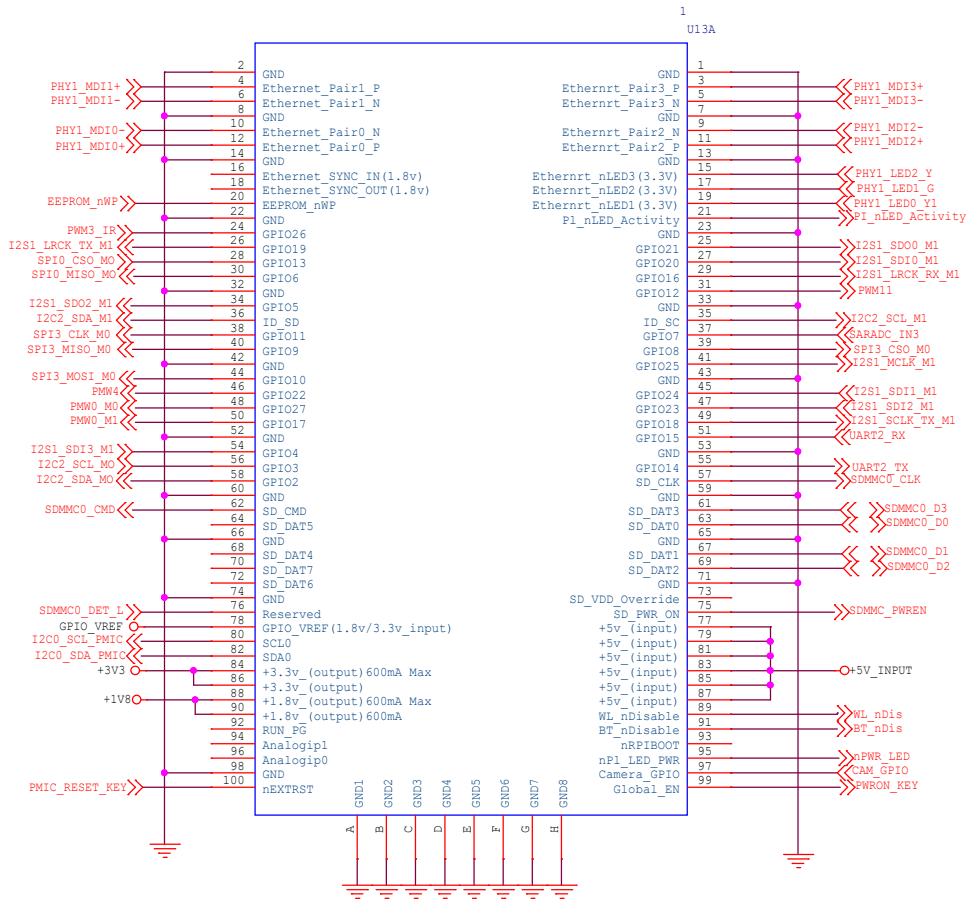 1
U13A
2 GND
PHY1_MDI1+ 4 Ethernet_Pair1_P
PHY1_MDI1- 6 Ethernet_Pair1_N
8 GND
PHY1_MDI0- 10 Ethernet_Pair0_N
PHY1_MDI0+ 12 Ethernet_Pair0_P
14 GND
16 Ethernet_SYNC_IN(1.8v)
18 Ethernet_SYNC_OUT(1.8v)
EEPROM_nWP 20 EEPROM_nWP
22 GND
PWM3_IR 24 GPIO26
I2S1_LRCK_TX_M1 26 GPIO19
SPI0_CSO_MO 28 GPIO13
SPI0_MISO_MO 30 GPIO6
32 GND
I2S1_SDO2_M1 34 GPIO5
I2C2_SDA_M1 36 ID_SD
SPI3_CLK_M0 38 GPIO11
SPI3_MISO_M0 40 GPIO9
42 GND
SPI3_MOSI_M0 44 GPIO10
PMW4 46 GPIO22
PMW0_M0 48 GPIO27
PMW0_M1 50 GPIO17
52 GND
I2S1_SDI3_M1 54 GPIO4
I2C2_SCL_MO 56 GPIO3
I2C2_SDA_MO 58 GPIO2
60 GND
SDMMC0_CMD 62 SD_CMD
64 SD_DAT5
66 GND
68 SD_DAT4
70 SD_DAT7
72 SD_DAT6
74 GND
SDMMC0_DET_L 76 Reserved
GPIO_VREF 78 GPIO_VREF(1.8v/3.3v_input)
I2C0_SCL_PMIC 80 SCL0
I2C0_SDA_PMIC 82 SDA0
+3V3 84 +3.3v_(output)600mA Max
86 +3.3v_(output)
+1V8 88 +1.8v_(output)600mA Max
90 +1.8v_(output)600mA
92 RUN_PG
94 Analogip1
96 Analogip0
98 GND
PMIC_RESET_KEY 100 nEXTRST
GND 1
Ethernrt_Pair3_P 3 PHY1_MDI3+
Ethernrt_Pair3_N 5 PHY1_MDI3-
GND 7
Ethernrt_Pair2_N 9 PHY1_MDI2-
Ethernrt_Pair2_P 11 PHY1_MDI2+
GND 13
Ethernrt_nLED3(3.3V) 15 PHY1_LED2_Y
Ethernrt_nLED2(3.3V) 17 PHY1_LED1_G
Ethernrt_nLED1(3.3V) 19 PHY1_LED0_Y1
P1_nLED_Activity 21 PI_nLED_Activity
GND 23
GPIO21 25 I2S1_SDO0_M1
GPIO20 27 I2S1_SDI0_M1
GPIO16 29 I2S1_LRCK_RX_M1
GPIO12 31 PWM11
GND 33
ID_SC 35 I2C2_SCL_M1
GPIO7 37 SARADC_IN3
GPIO8 39 SPI3_CSO_M0
GPIO25 41 I2S1_MCLK_M1
GND 43
GPIO24 45 I2S1_SDI1_M1
GPIO23 47 I2S1_SDI2_M1
GPIO18 49 I2S1_SCLK_TX_M1
GPIO15 51 UART2_RX
GND 53
GPIO14 55 UART2_TX
SD_CLK 57 SDMMC0_CLK
GND 59
SD_DAT3 61 SDMMC0_D3
SD_DAT0 63 SDMMC0_D0
GND 65
SD_DAT1 67 SDMMC0_D1
SD_DAT2 69 SDMMC0_D2
GND 71
SD_VDD_Override 73
SD_PWR_ON 75 SDMMC_PWREN
+5v_(input) 77
+5v_(input) 79
+5v_(input) 81
+5v_(input) 83 +5V_INPUT
+5v_(input) 85
+5v_(input) 87
WL_nDisable 89 WL_nDis
BT_nDisable 91 BT_nDis
nRPIBOOT 93
nP1_LED_PWR 95 nPWR_LED
Camera_GPIO 97 CAM_GPIO
Global_EN 99 PWRON_KEY
GND1 GND2 GND3 GND4 GND5 GND6 GND7 GND8
A B C D E F G H